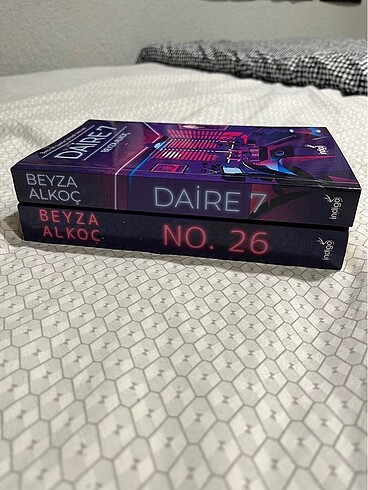 DAİRE 7
BEYZA ALKOÇ
BEYZA
ALKOÇ
DAİRE 7
indigo
BEYZA
ALKOÇ
NO. 26
indigo